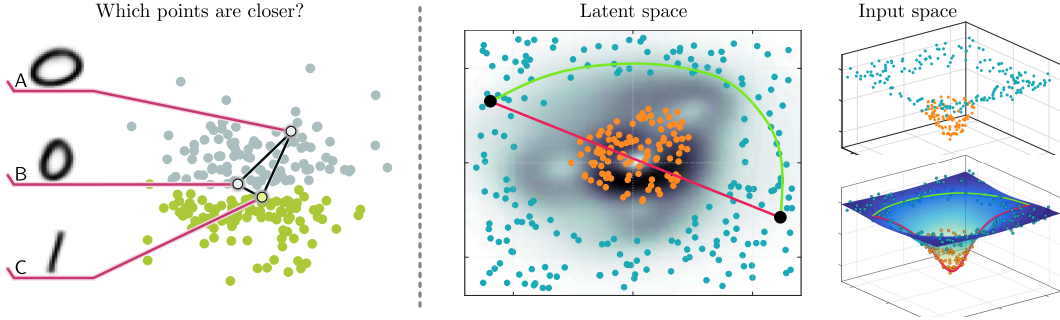 Which points are closer?
A
B
C
Latent space
Input space